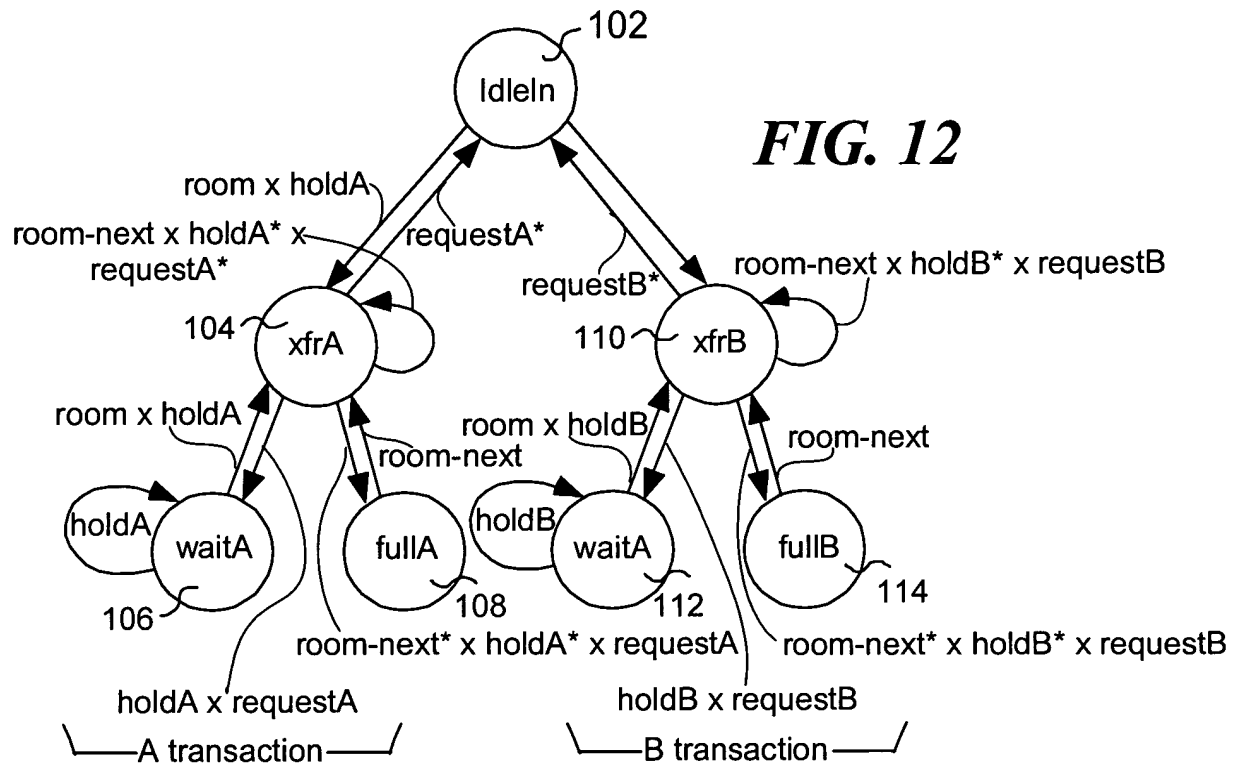 102
IdleIn
FIG. 12
room x holdA
room-next x holdA* x
requestA*
requestA*
requestB*
room-next x holdB* x requestB
104
xfrA
110
xfrB
room x holdA
room-next
room x holdB
room-next
holdA
waitA
fullA
holdB
waitA
fullB
106
108
112
114
room-next* x holdA* x requestA
room-next* x holdB* x requestB
holdA x requestA
holdB x requestB
A transaction
B transaction